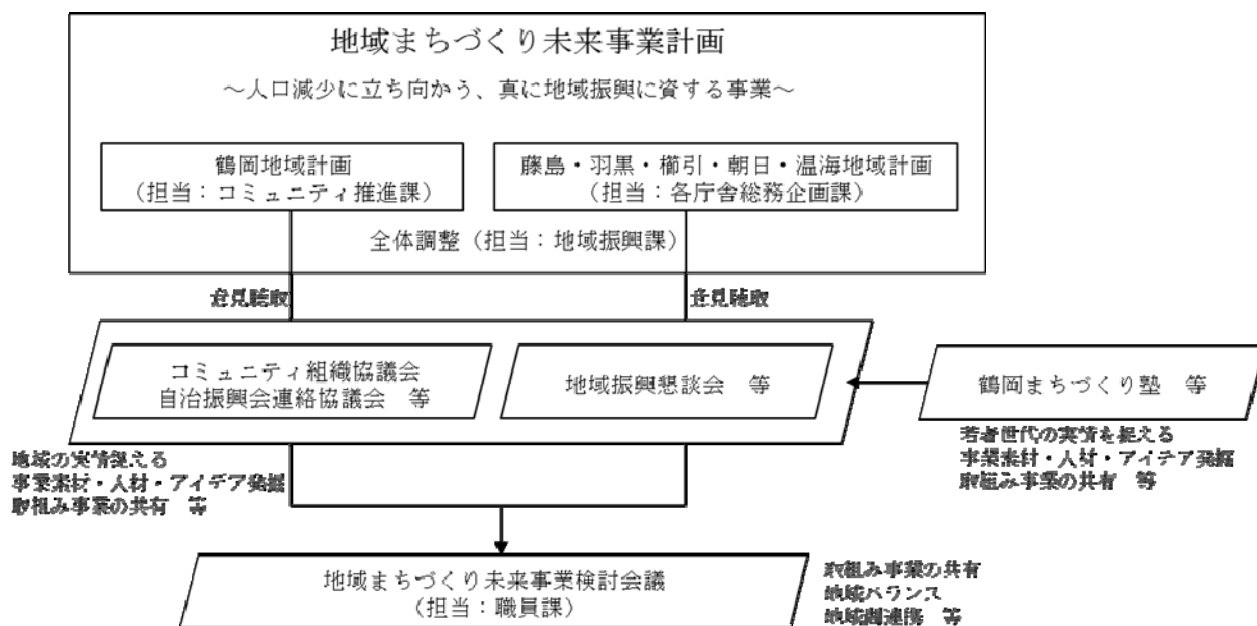 地域まちづくり未来事業計画
～人口減少に立ち向かう、真に地域振興に資する事業～
鶴岡地域計画
（担当：コミュニティ推進課）
藤島・羽黒・櫛引・朝日・温海地域計画
（担当：各庁舎総務企画課）
全体調整（担当：地域振興課）
意見聴取
意見聴取
コミュニティ組織協議会
自治振興会連絡協議会　等
地域振興懇談会　等
鶴岡まちづくり塾　等
地域の実情捉える
事業素材・人材・アイデア発掘
取組み事業の共有　等
若者世代の実情を捉える
事業素材・人材・アイデア発掘
取組み事業の共有　等
地域まちづくり未来事業検討会議
（担当：職員課）
取組み事業の共有
地域バランス
地域間連携　等